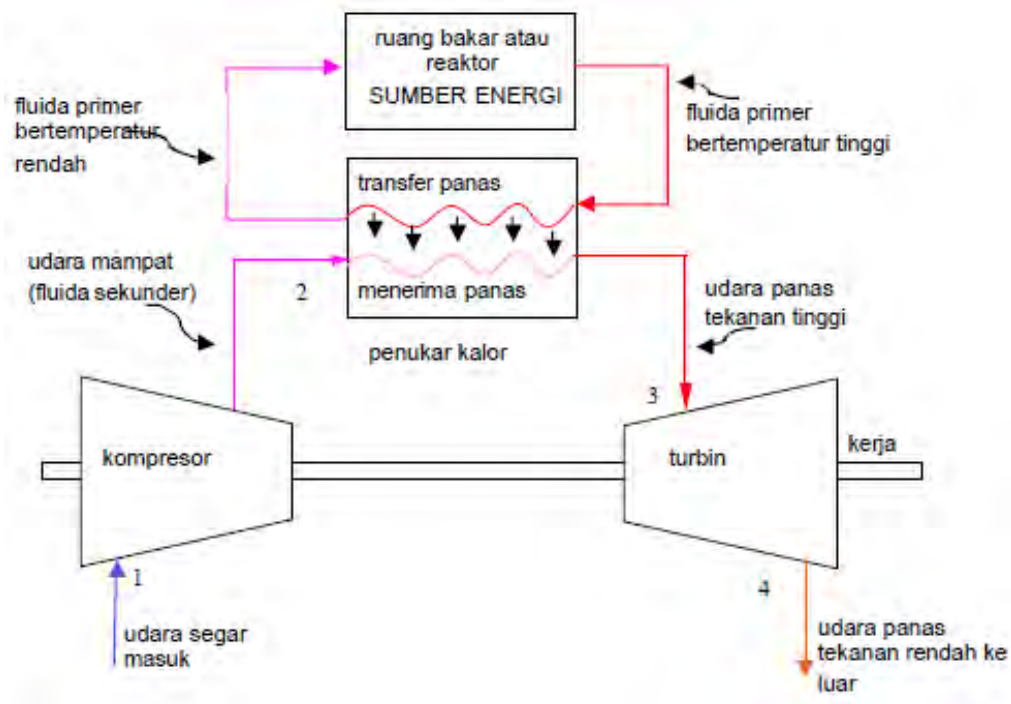 ruang bakar atau
reaktor
SUMBER ENERGI
fluida primer
bertemperatur
rendah
fluida primer
bertemperatur tinggi
transfer panas
menerima panas
udara mampat
(fluida sekunder)
2
udara panas
tekanan tinggi
penukar kalor
3
kompresor
turbin
kerja
1
4
udara segar
masuk
udara panas
tekanan rendah ke
luar